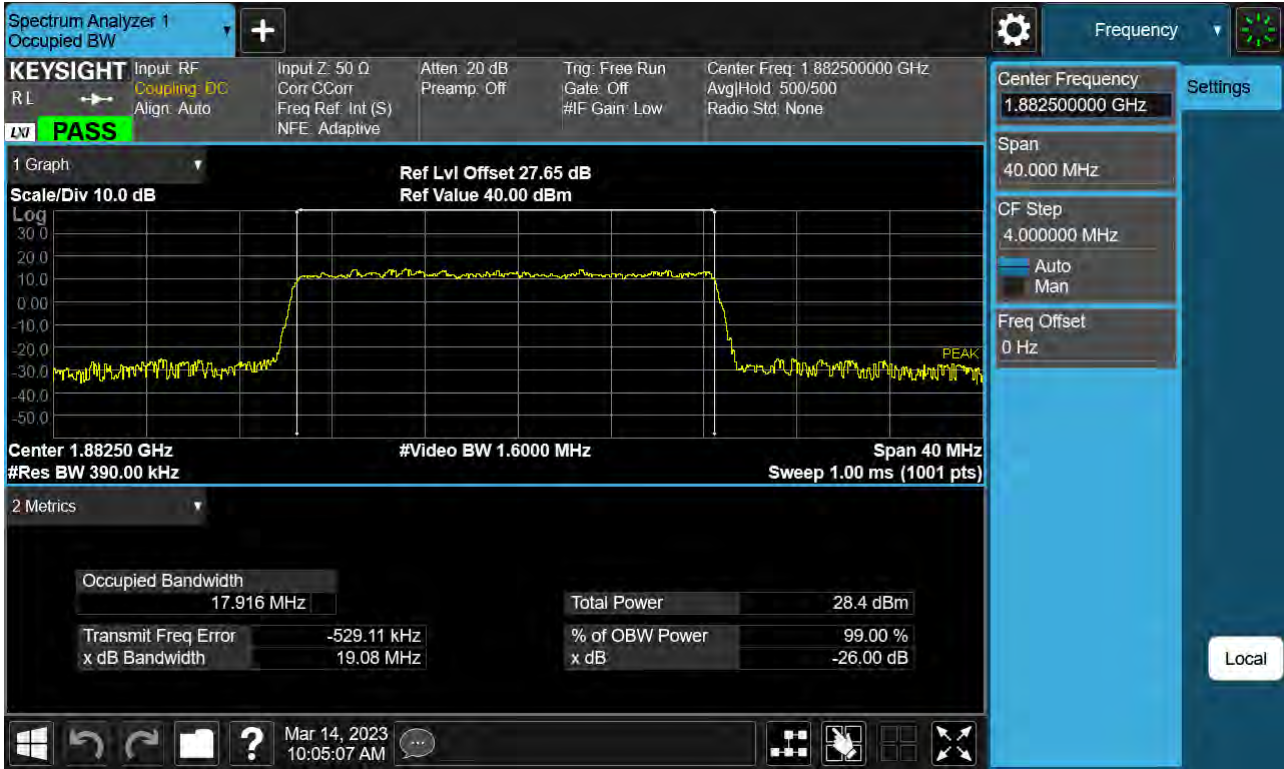 Spectrum Analyzer 1
Occupied BW
+
Frequency
KEYSIGHT
R L
LXI
PASS
Input: RF
Coupling: DC
Align: Auto
Input Z: 50 Ω
Corr CCorr
Freq Ref: Int (S)
NFE: Adaptive
Atten: 20 dB
Preamp: Off
Trig: Free Run
Gate: Off
#IF Gain: Low
Center Freq: 1.882500000 GHz
Avg|Hold: 500/500
Radio Std: None
Center Frequency
1.882500000 GHz
Settings
Span
40.000 MHz
CF Step
4.000000 MHz
Auto
Man
Freq Offset
0 Hz
Local
1 Graph
Scale/Div 10.0 dB
Ref Lvl Offset 27.65 dB
Ref Value 40.00 dBm
Log
30.0
20.0
10.0
0.00
-10.0
-20.0
-30.0
-40.0
-50.0
PEAK
Center 1.88250 GHz
#Video BW 1.6000 MHz
Span 40 MHz
#Res BW 390.00 kHz
Sweep 1.00 ms (1001 pts)
2 Metrics
Occupied Bandwidth
17.916 MHz
Total Power 28.4 dBm
Transmit Freq Error -529.11 kHz
% of OBW Power 99.00 %
x dB Bandwidth 19.08 MHz
x dB -26.00 dB
?
Mar 14, 2023
10:05:07 AM